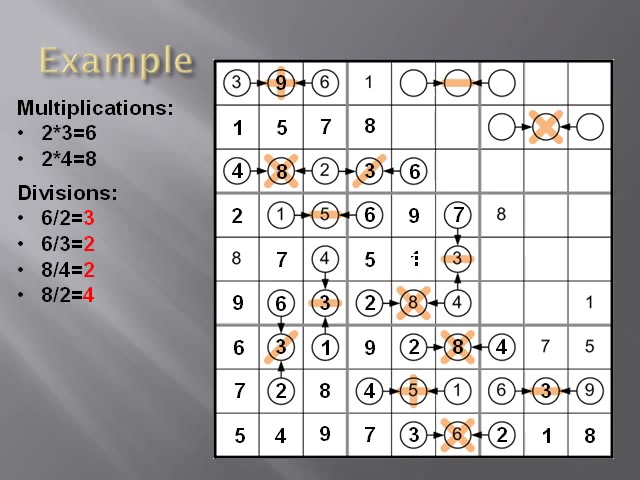 Example
Multiplications:
• 2*3=6
• 2*4=8
Divisions:
• 6/2=3
• 6/3=2
• 8/4=2
• 8/2=4
3 9 6 1
1 5 7 8
4 8 2 3 6
2 1 5 6 9 7 8
8 7 4 5 1 3
9 6 3 2 8 4 1
6 3 1 9 2 8 4 7 5
7 2 8 4 5 1 6 3 9
5 4 9 7 3 6 2 1 8